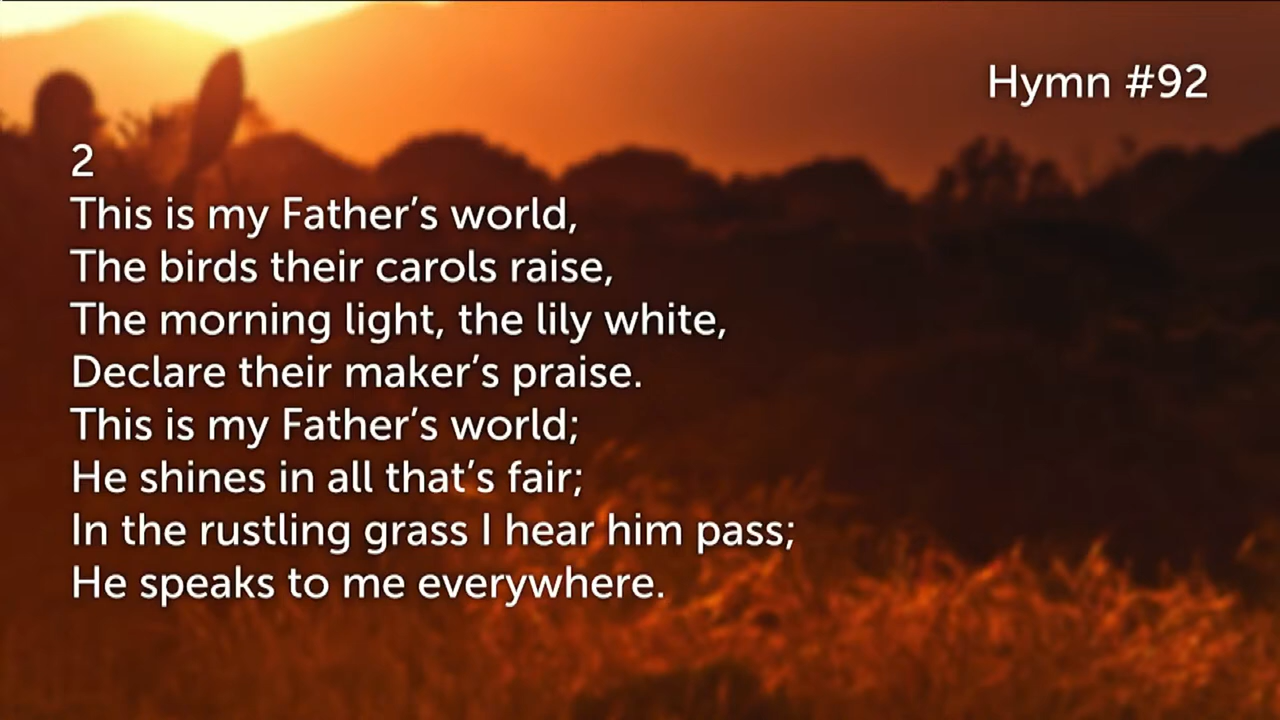 Hymn #92
2
This is my Father’s world,
The birds their carols raise,
The morning light, the lily white,
Declare their maker’s praise.
This is my Father’s world;
He shines in all that’s fair;
In the rustling grass I hear him pass;
He speaks to me everywhere.